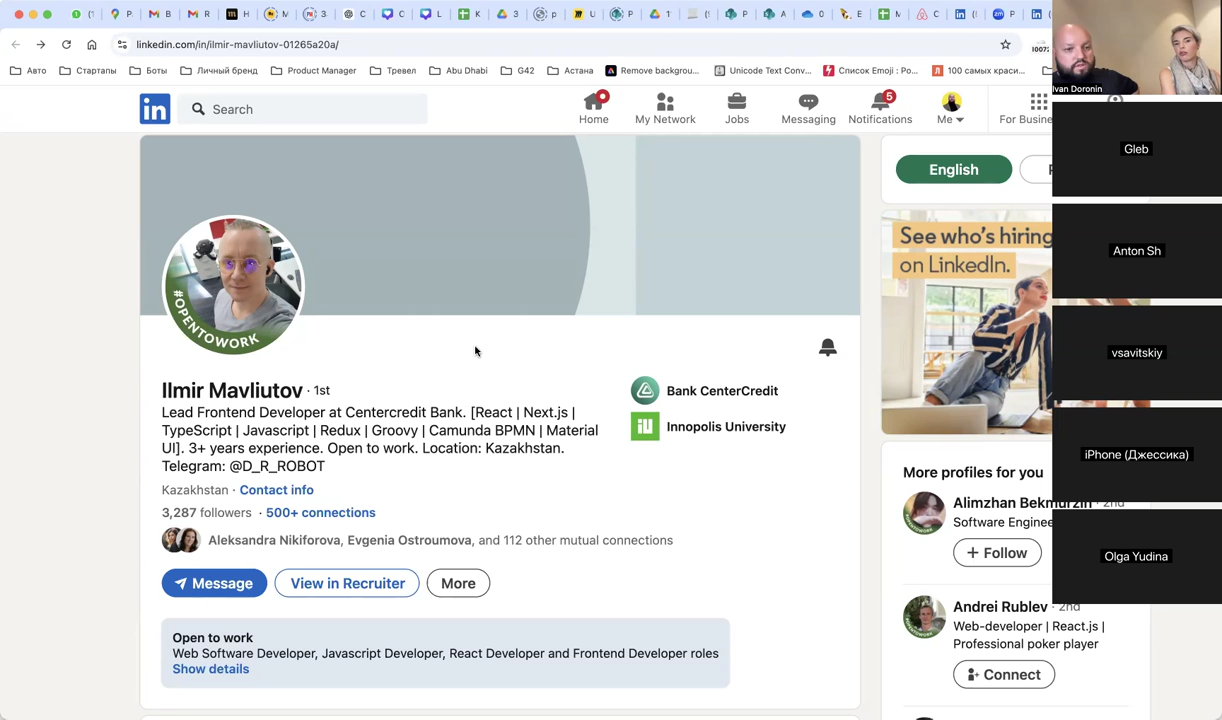 linkedin.com/in/ilmir-mavliutov-01265a20a/
Авто
Стартапы
Боты
Личный бренд
Product Manager
Тревел
Abu Dhabi
G42
Астана
Remove backgrou...
Unicode Text Conv...
Список Emoji : Po...
100 самых краси...
Search
Home
My Network
Jobs
Messaging
5
Notifications
Me
For Busine
Ivan Doronin
Gleb
Anton Sh
vsavitskiy
iPhone (Джессика)
Olga Yudina
#OPENTOWORK
Ilmir Mavliutov · 1st
Lead Frontend Developer at Centercredit Bank. [React | Next.js |
TypeScript | Javascript | Redux | Groovy | Camunda BPMN | Material
UI]. 3+ years experience. Open to work. Location: Kazakhstan.
Telegram: @D_R_ROBOT
Kazakhstan · Contact info
3,287 followers · 500+ connections
Aleksandra Nikiforova, Evgenia Ostroumova, and 112 other mutual connections
Message
View in Recruiter
More
Bank CenterCredit
Innopolis University
Open to work
Web Software Developer, Javascript Developer, React Developer and Frontend Developer roles
Show details
English
See who's hiring
on LinkedIn.
More profiles for you
Alimzhan Bekmurzin · 2nd
Software Enginee
+ Follow
Andrei Rublev · 2nd
Web-developer | React.js |
Professional poker player
Connect